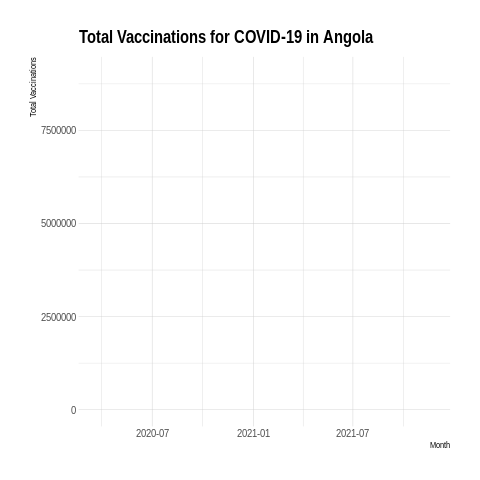 Total Vaccinations for COVID-19 in Angola
Total Vaccinations
7500000
5000000
2500000
0
2020-07 2021-01 2021-07
Month